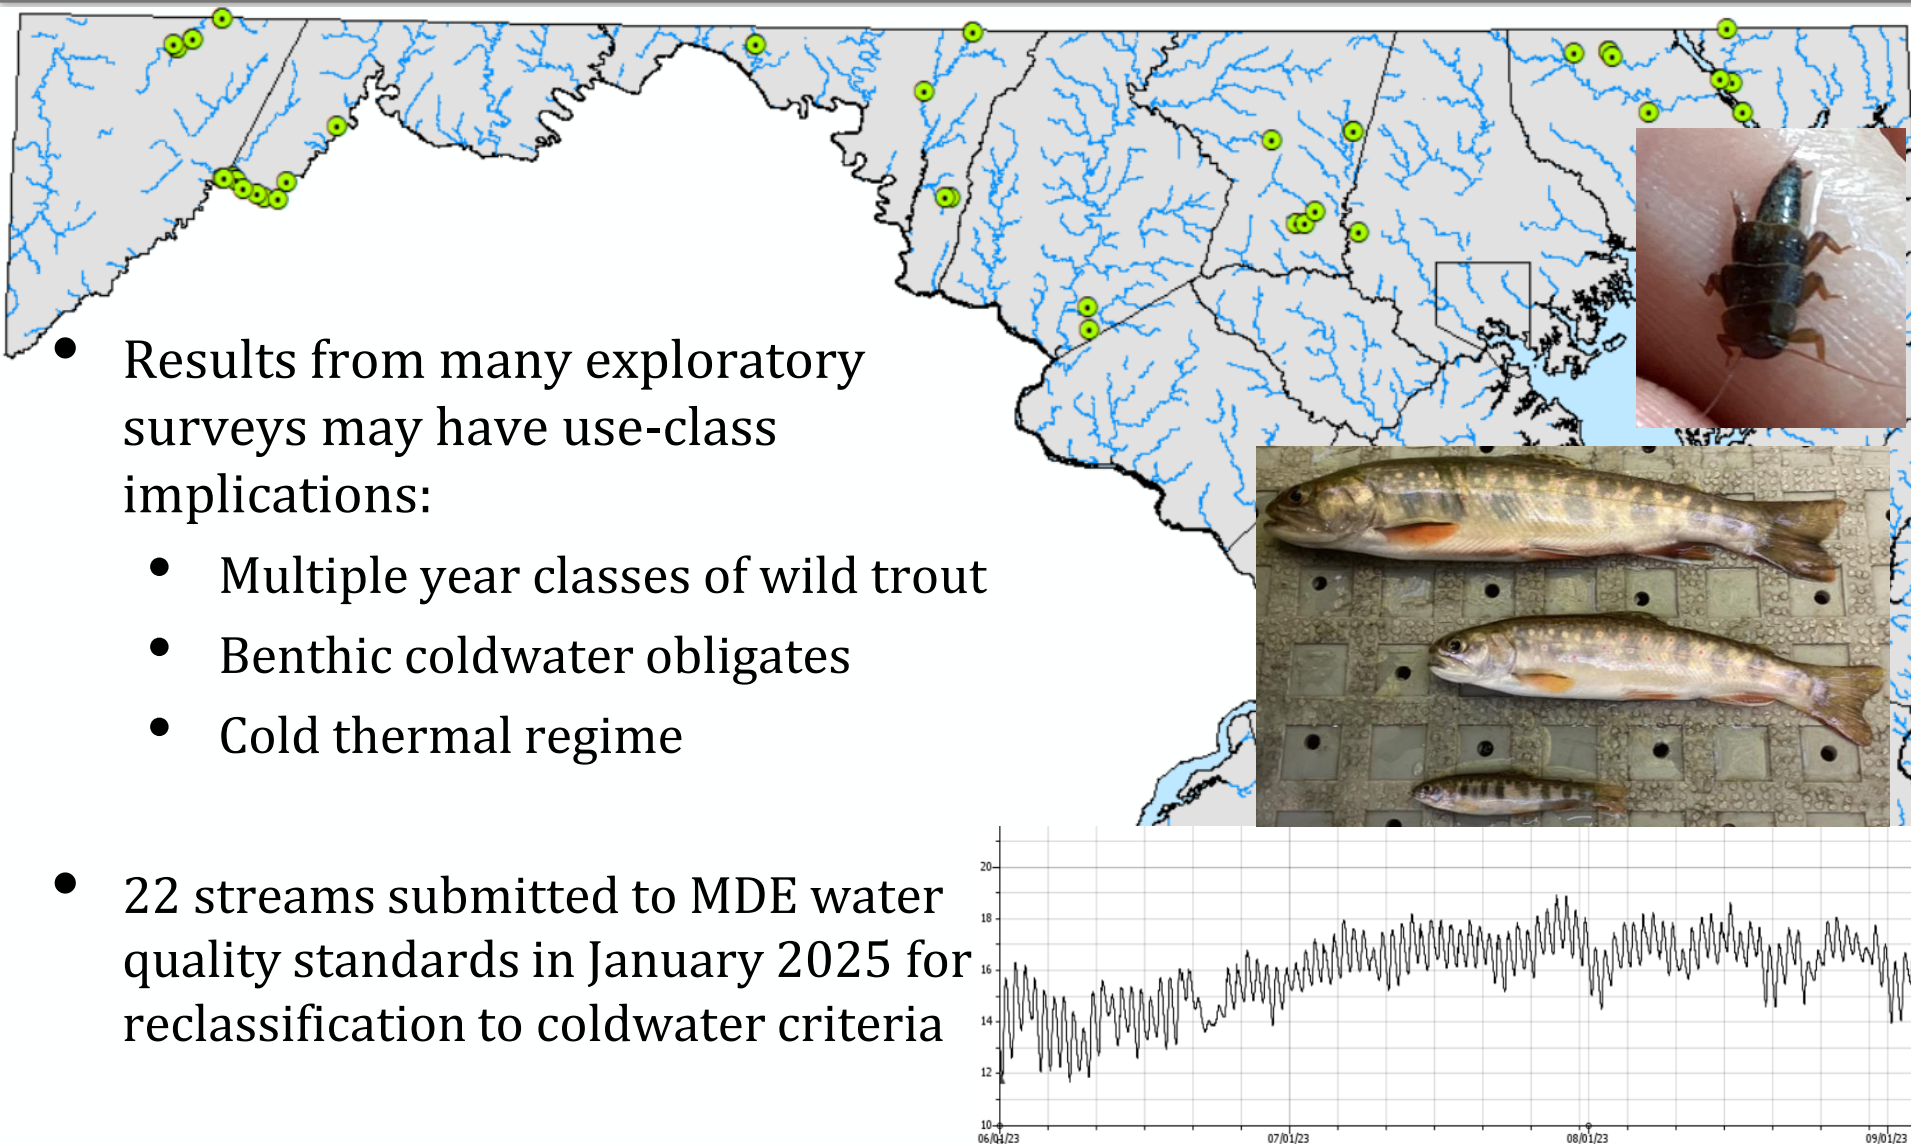 • Results from many exploratory
surveys may have use-class
implications:
• Multiple year classes of wild trout
• Benthic coldwater obligates
• Cold thermal regime
• 22 streams submitted to MDE water
quality standards in January 2025 for
reclassification to coldwater criteria
20
18
16
14
12
10
06/01/23 07/01/23 08/01/23 09/01/23